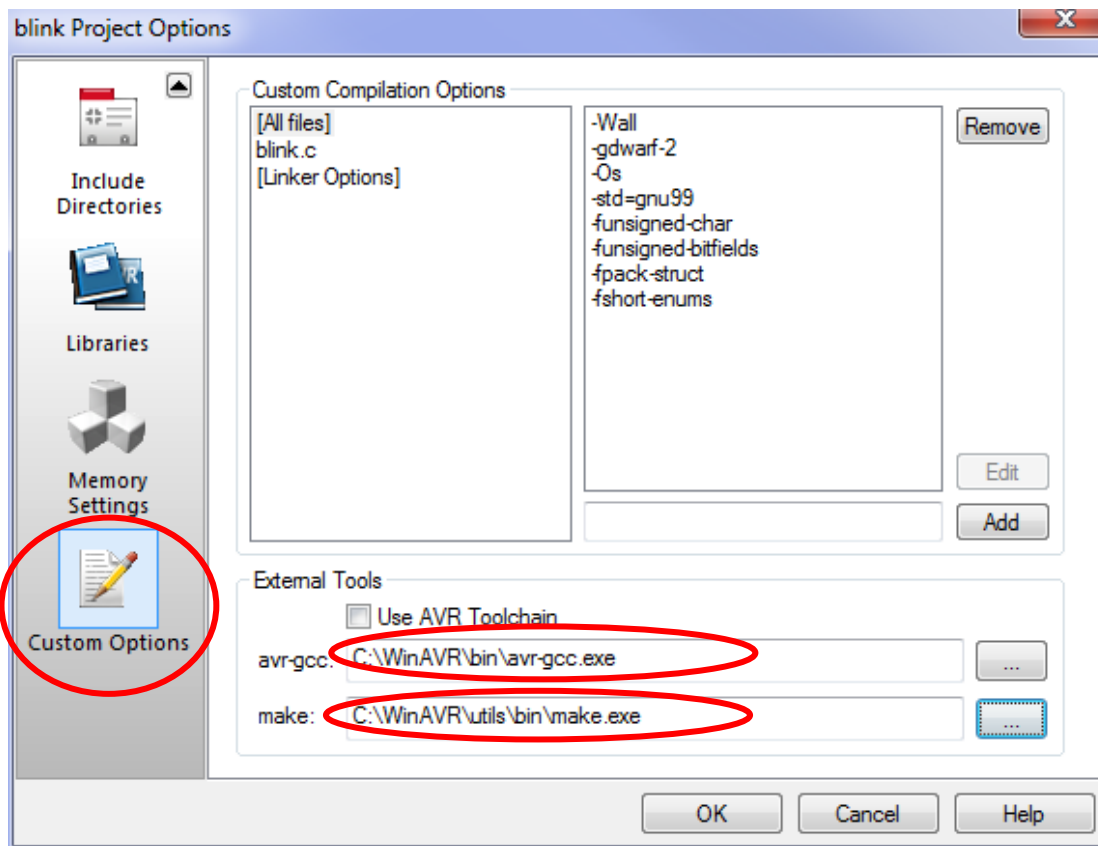 blink Project Options
x
Include
Directories
Libraries
Memory
Settings
Custom Options
Custom Compilation Options
[All files]
blink.c
[Linker Options]
-Wall
-gdwarf-2
-Os
-std=gnu99
-funsigned-char
-funsigned-bitfields
-fpack-struct
-fshort-enums
Remove
Edit
Add
External Tools
Use AVR Toolchain
avr-gcc: C:\WinAVR\bin\avr-gcc.exe ...
make: C:\WinAVR\utils\bin\make.exe ...
OK Cancel Help